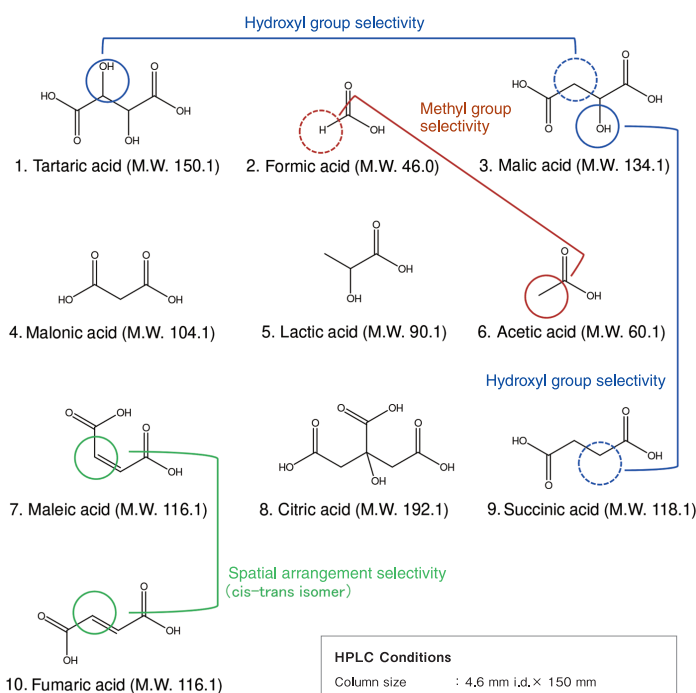 Hydroxyl group selectivity
OH
O
HO
OH
O
OH
1. Tartaric acid (M.W. 150.1)
O
H
OH
2. Formic acid (M.W. 46.0)
Methyl group
selectivity
O
HO
OH
O
OH
3. Malic acid (M.W. 134.1)
O
O
HO
OH
4. Malonic acid (M.W. 104.1)
O
OH
OH
5. Lactic acid (M.W. 90.1)
O
OH
6. Acetic acid (M.W. 60.1)
Hydroxyl group selectivity
O
OH
O
OH
7. Maleic acid (M.W. 116.1)
O
OH
O
O
HO
OH
OH
8. Citric acid (M.W. 192.1)
O
HO
OH
O
9. Succinic acid (M.W. 118.1)
Spatial arrangement selectivity
(cis-trans isomer)
O
O
OH
OH
10. Fumaric acid (M.W. 116.1)
HPLC Conditions
Column size : 4.6 mm i.d.× 150 mm